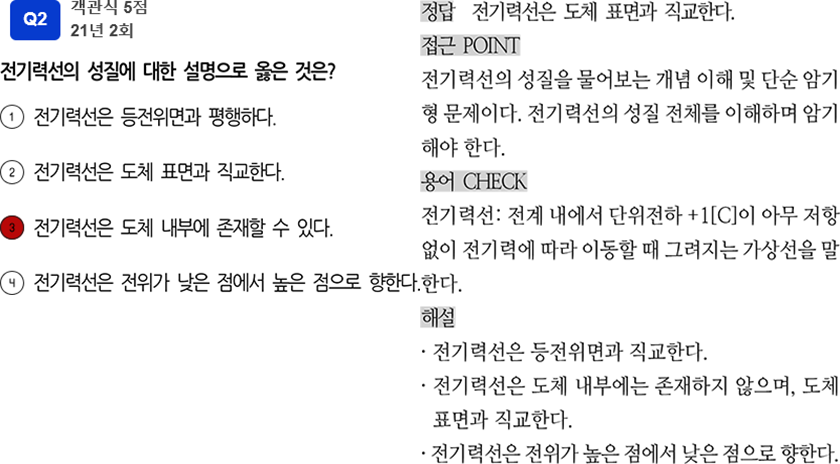 Q2
객관식 5점
21년 2회
전기력선의 성질에 대한 설명으로 옳은 것은?
1 전기력선은 등전위면과 평행하다.
2 전기력선은 도체 표면과 직교한다.
3 전기력선은 도체 내부에 존재할 수 있다.
4 전기력선은 전위가 낮은 점에서 높은 점으로 향한다.
정답 전기력선은 도체 표면과 직교한다.
접근 POINT
전기력선의 성질을 물어보는 개념 이해 및 단순 암기
형 문제이다. 전기력선의 성질 전체를 이해하며 암기
해야 한다.
용어 CHECK
전기력선: 전계 내에서 단위전하 +1[C]이 아무 저항
없이 전기력에 따라 이동할 때 그려지는 가상선을 말
한다.
해설
· 전기력선은 등전위면과 직교한다.
· 전기력선은 도체 내부에는 존재하지 않으며, 도체
표면과 직교한다.
· 전기력선은 전위가 높은 점에서 낮은 점으로 향한다.